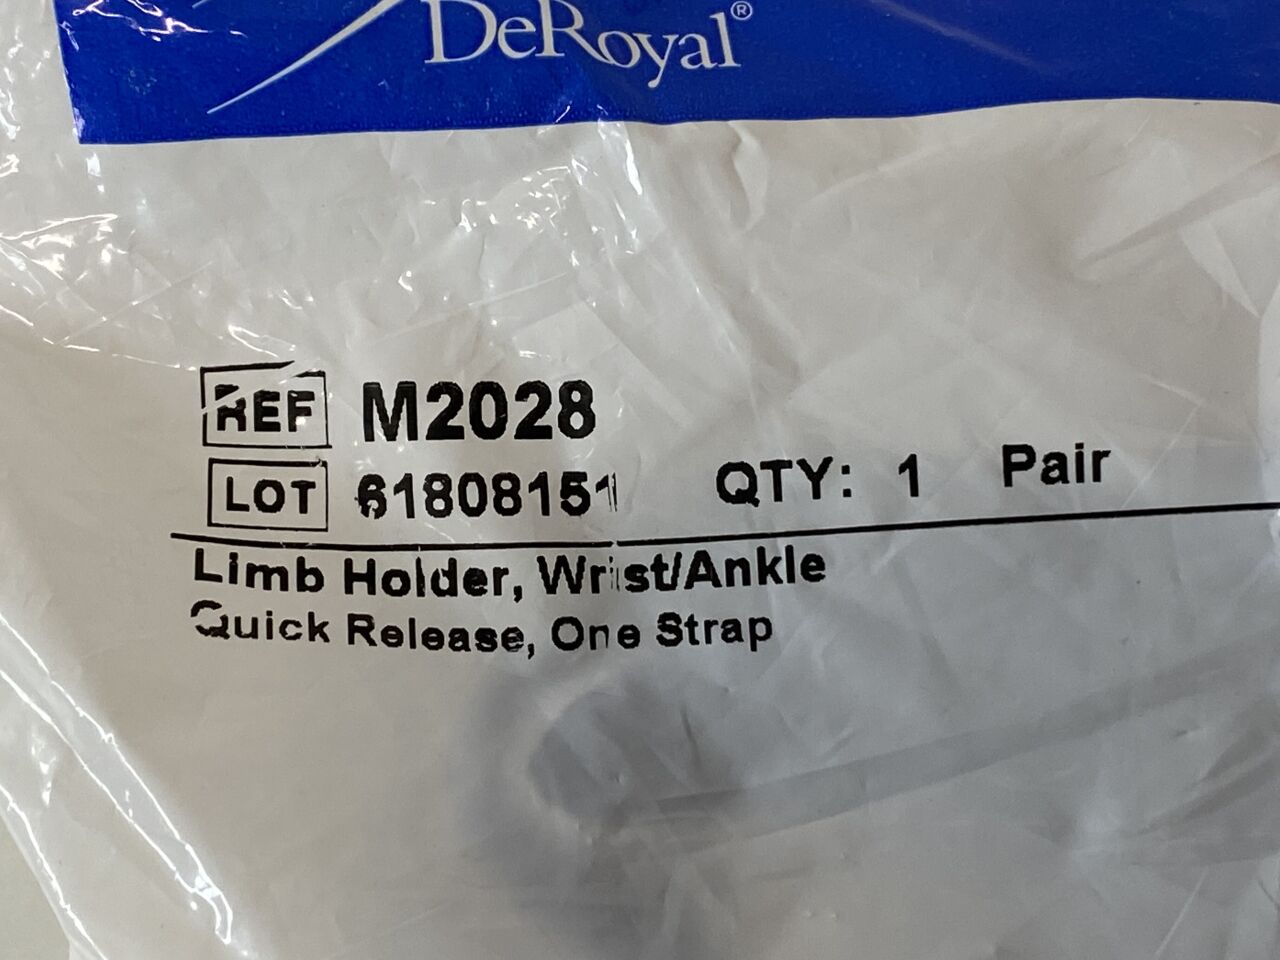 DeRoyal®
REF M2028
LOT 61808151 QTY: 1 Pair
Limb Holder, Wrist/Ankle
Quick Release, One Strap